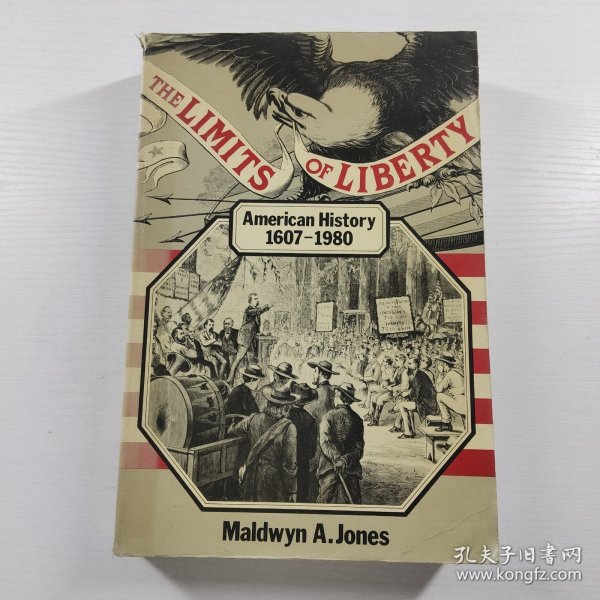 THE LIMITS OF LIBERTY
American History
1607-1980
Maldwyn A. Jones
孔夫子旧书网
www.kongfz.com